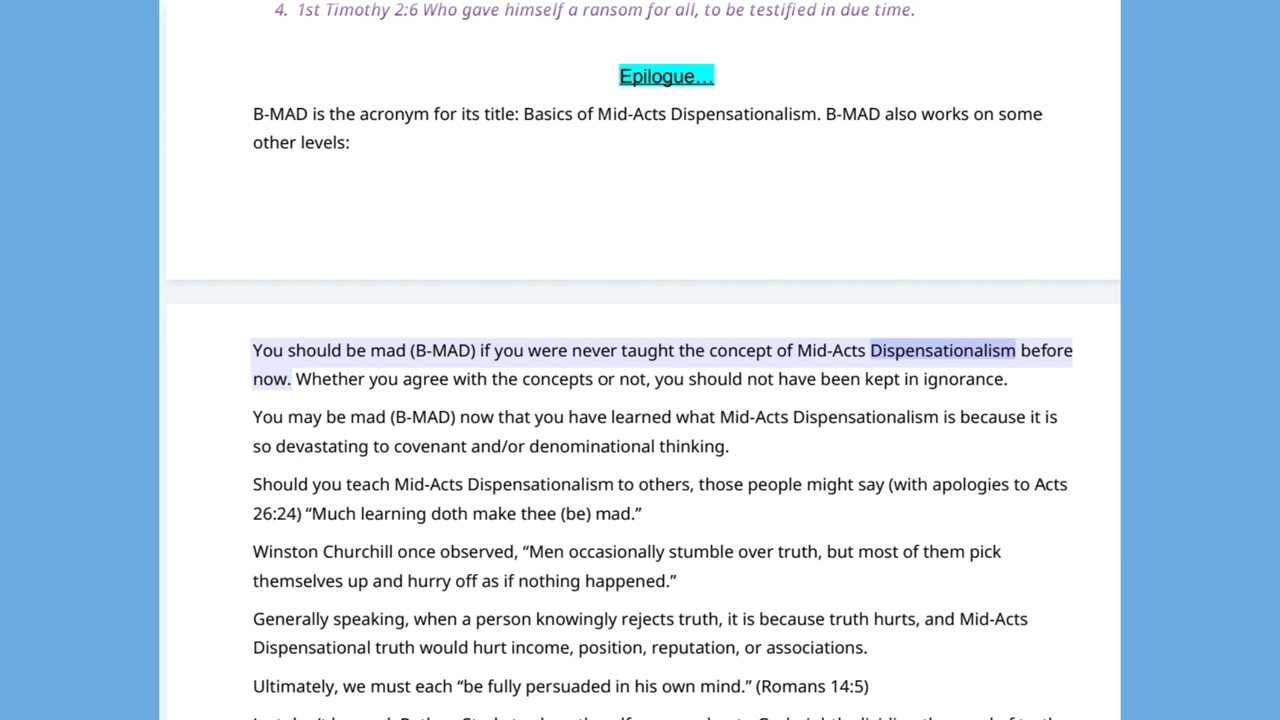 4. 1st Timothy 2:6 Who gave himself a ransom for all, to be testified in due time.
Epilogue…
B-MAD is the acronym for its title: Basics of Mid-Acts Dispensationalism. B-MAD also works on some
other levels:
You should be mad (B-MAD) if you were never taught the concept of Mid-Acts Dispensationalism before
now. Whether you agree with the concepts or not, you should not have been kept in ignorance.
You may be mad (B-MAD) now that you have learned what Mid-Acts Dispensationalism is because it is
so devastating to covenant and/or denominational thinking.
Should you teach Mid-Acts Dispensationalism to others, those people might say (with apologies to Acts
26:24) “Much learning doth make thee (be) mad.”
Winston Churchill once observed, “Men occasionally stumble over truth, but most of them pick
themselves up and hurry off as if nothing happened.”
Generally speaking, when a person knowingly rejects truth, it is because truth hurts, and Mid-Acts
Dispensational truth would hurt income, position, reputation, or associations.
Ultimately, we must each “be fully persuaded in his own mind.” (Romans 14:5)